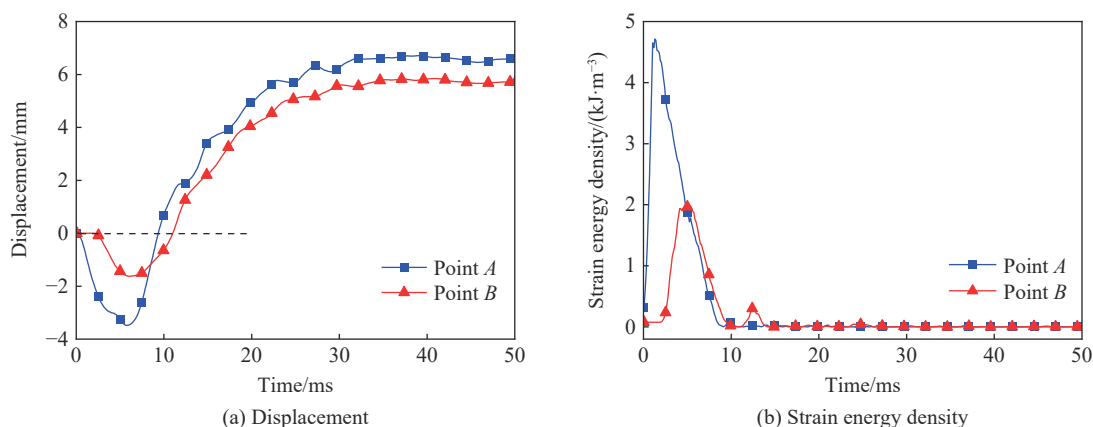 Displacement/mm
8
6
4
2
0
−2
−4
Point A
Point B
0 10 20 30 40 50
Time/ms
(a) Displacement
Strain energy density/(kJ·m⁻³)
5
4
3
2
1
0
Point A
Point B
0 10 20 30 40 50
Time/ms
(b) Strain energy density